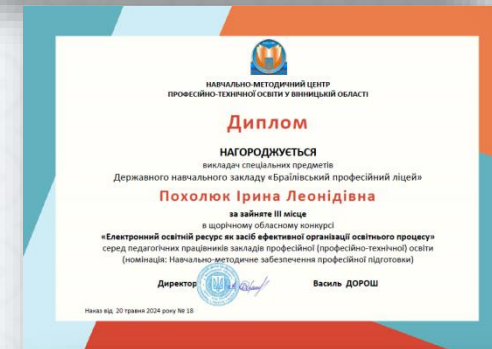 НАВЧАЛЬНО-МЕТОДИЧНИЙ ЦЕНТР
ПРОФЕСІЙНО-ТЕХНІЧНОЇ ОСВІТИ У ВІННИЦЬКІЙ ОБЛАСТІ
Диплом
НАГОРОДЖУЄТЬСЯ
викладач спеціальних предметів
Державного навчального закладу «Браїлівський професійний ліцей»
Похолюк Ірина Леонідівна
за зайняте ІІІ місце
в щорічному обласному конкурсі
«Електронний освітній ресурс як засіб ефективної організації освітнього процесу»
серед педагогічних працівників закладів професійної (професійно-технічної) освіти
(номінація: Навчально-методичне забезпечення професійної підготовки)
Директор Василь ДОРОШ
Наказ від 20 травня 2024 року № 18